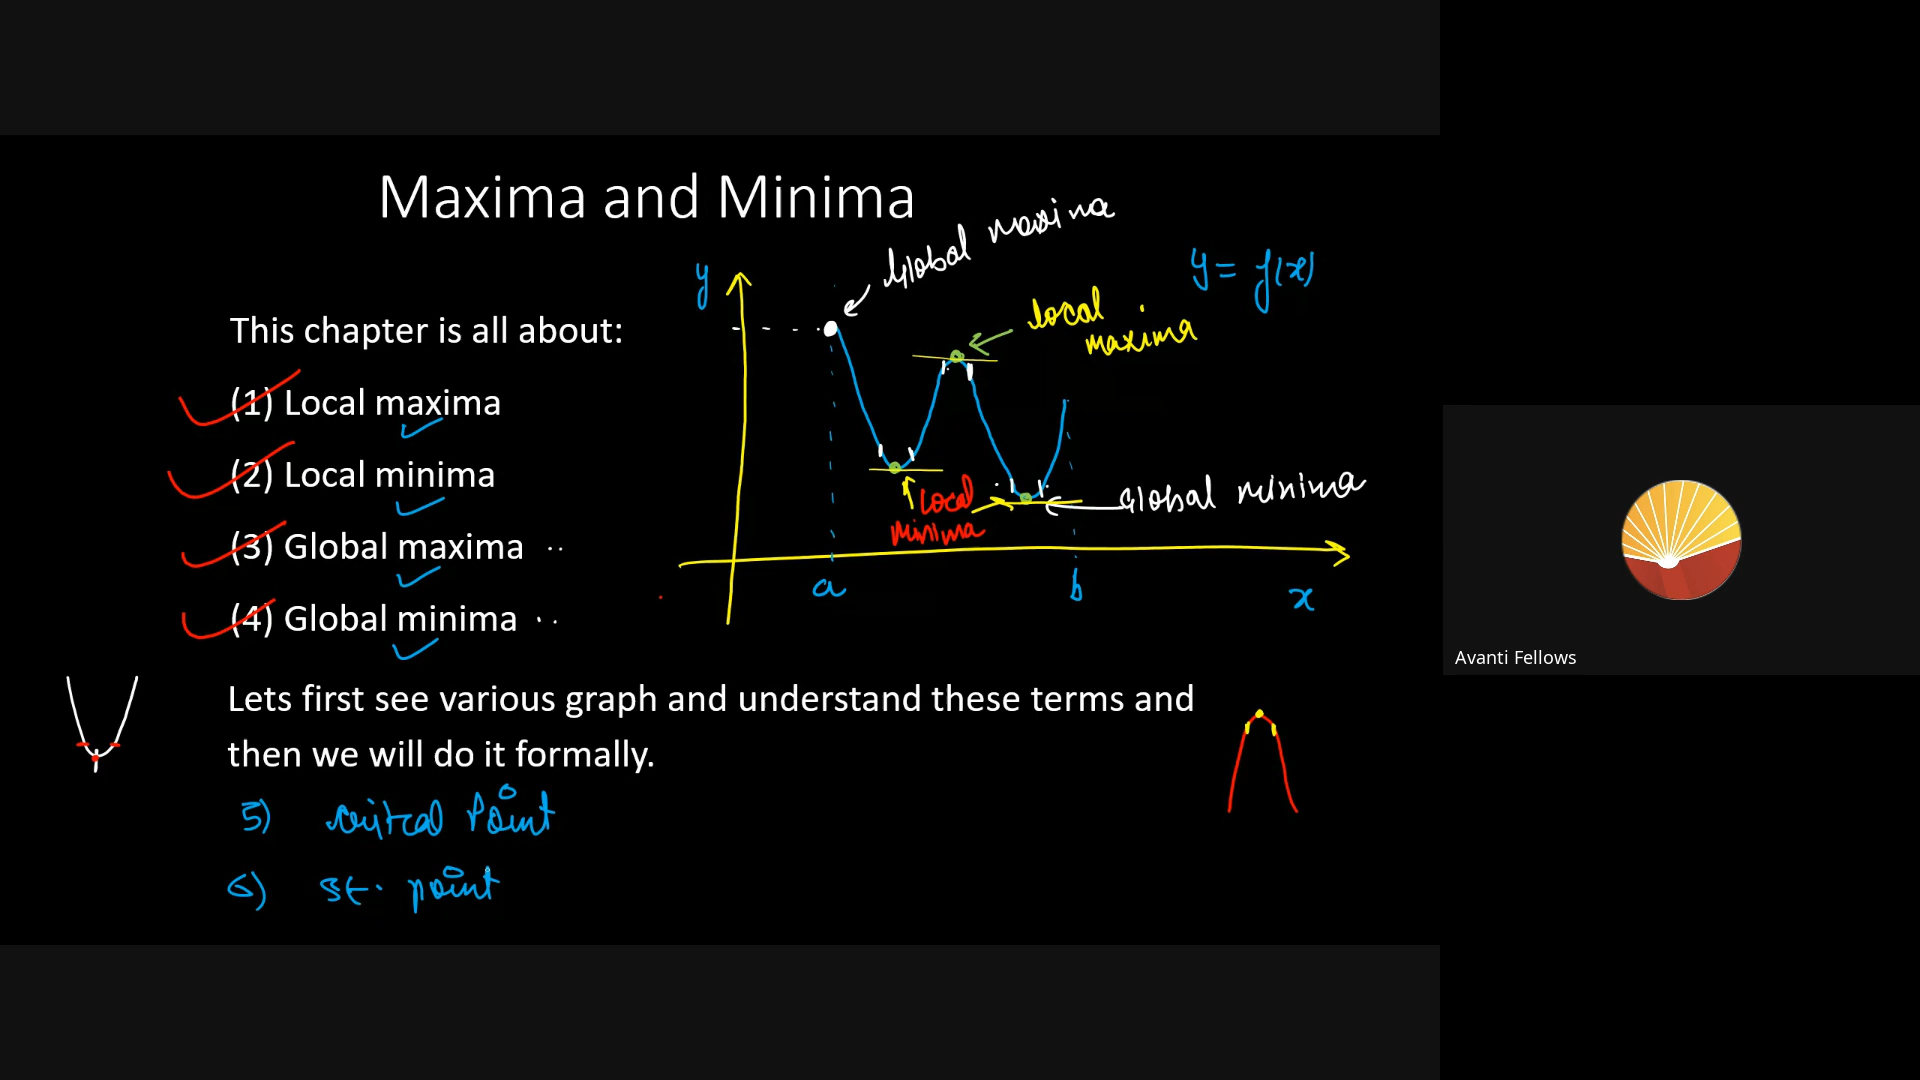 Maxima and Minima
Global maxima
y
y = f(x)
local
maxima
This chapter is all about:
(1) Local maxima
(2) Local minima
Local
minima
Global minima
(3) Global maxima
(4) Global minima
a
b
x
Lets first see various graph and understand these terms and
then we will do it formally.
5) critcal Point
6) st. point
Avanti Fellows